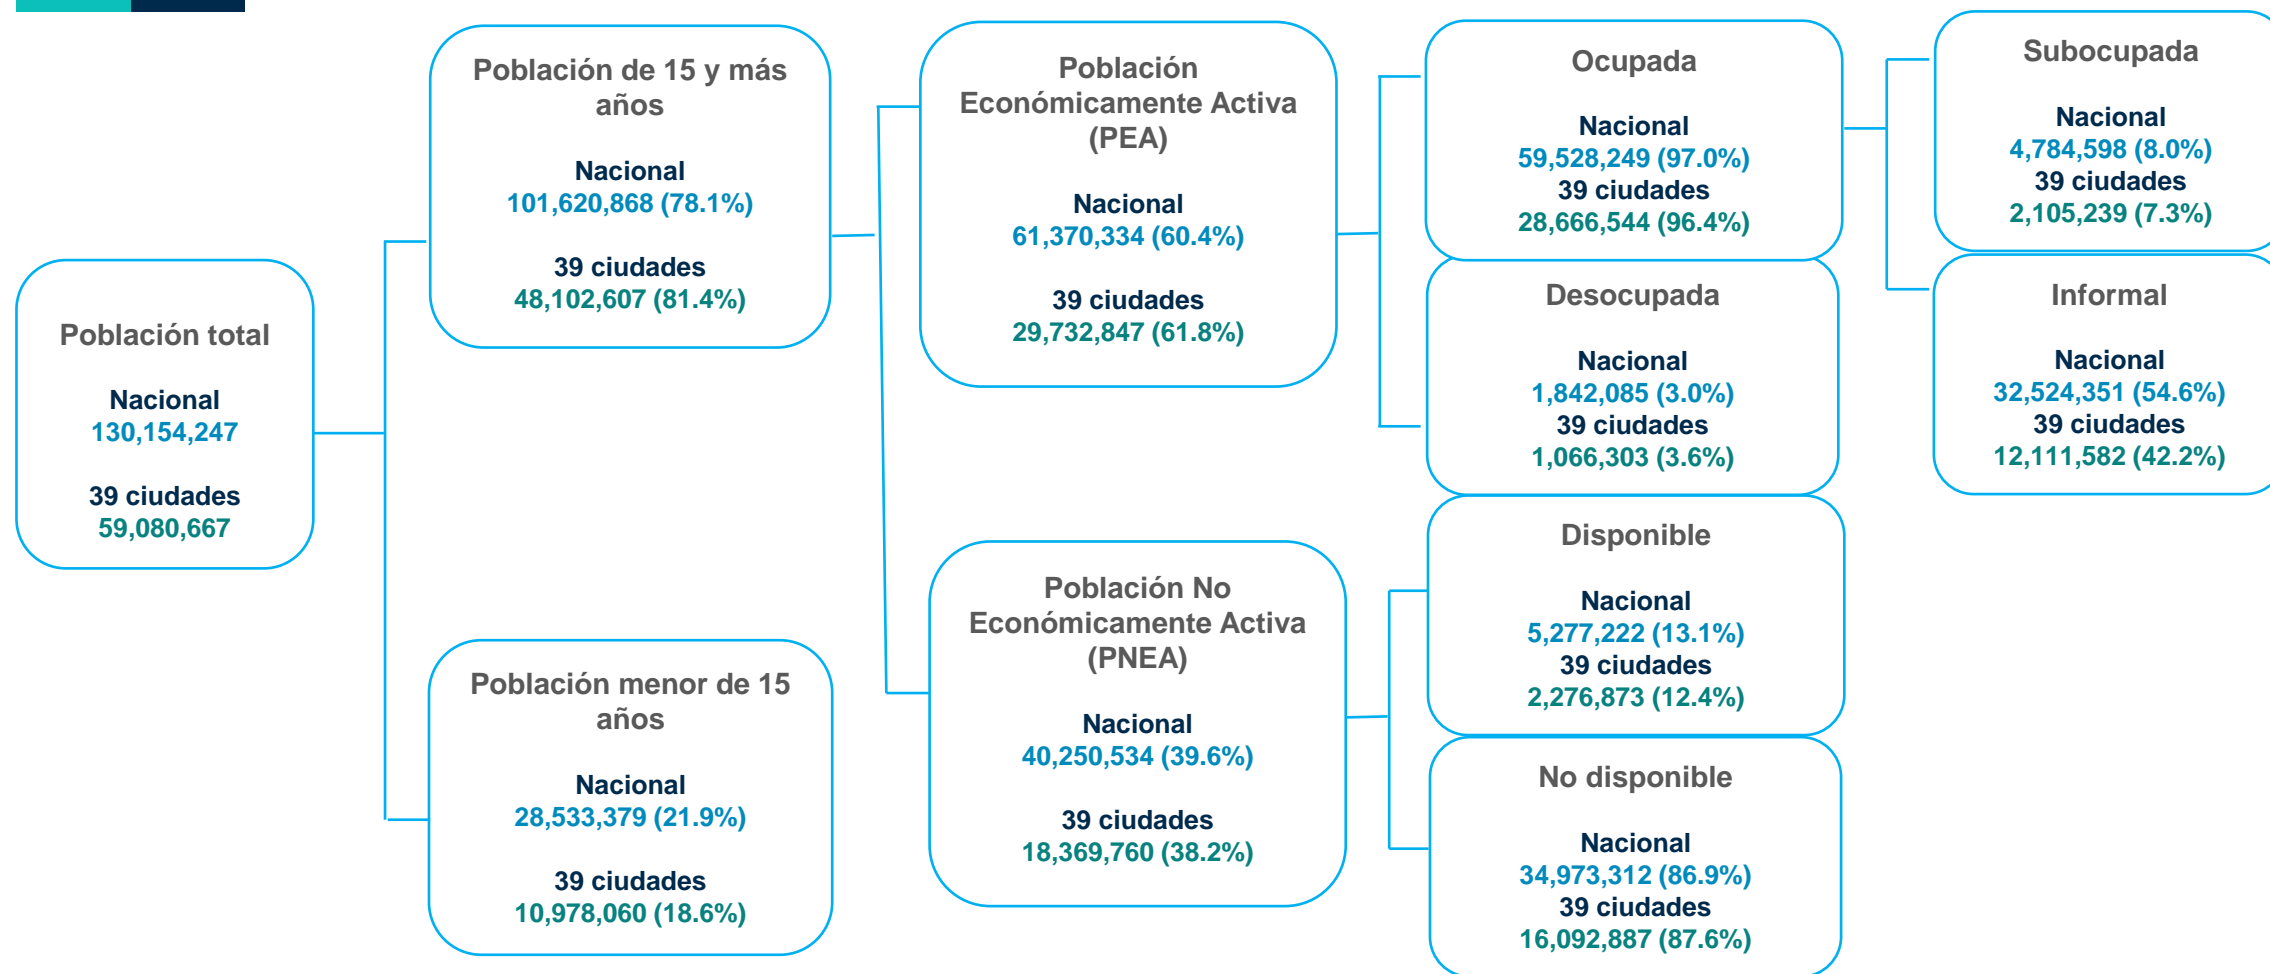 Población total
Nacional
130,154,247
39 ciudades
59,080,667
Población de 15 y más
años
Nacional
101,620,868 (78.1%)
39 ciudades
48,102,607 (81.4%)
Población menor de 15
años
Nacional
28,533,379 (21.9%)
39 ciudades
10,978,060 (18.6%)
Población
Económicamente Activa
(PEA)
Nacional
61,370,334 (60.4%)
39 ciudades
29,732,847 (61.8%)
Población No
Económicamente Activa
(PNEA)
Nacional
40,250,534 (39.6%)
39 ciudades
18,369,760 (38.2%)
Ocupada
Nacional
59,528,249 (97.0%)
39 ciudades
28,666,544 (96.4%)
Desocupada
Nacional
1,842,085 (3.0%)
39 ciudades
1,066,303 (3.6%)
Disponible
Nacional
5,277,222 (13.1%)
39 ciudades
2,276,873 (12.4%)
No disponible
Nacional
34,973,312 (86.9%)
39 ciudades
16,092,887 (87.6%)
Subocupada
Nacional
4,784,598 (8.0%)
39 ciudades
2,105,239 (7.3%)
Informal
Nacional
32,524,351 (54.6%)
39 ciudades
12,111,582 (42.2%)